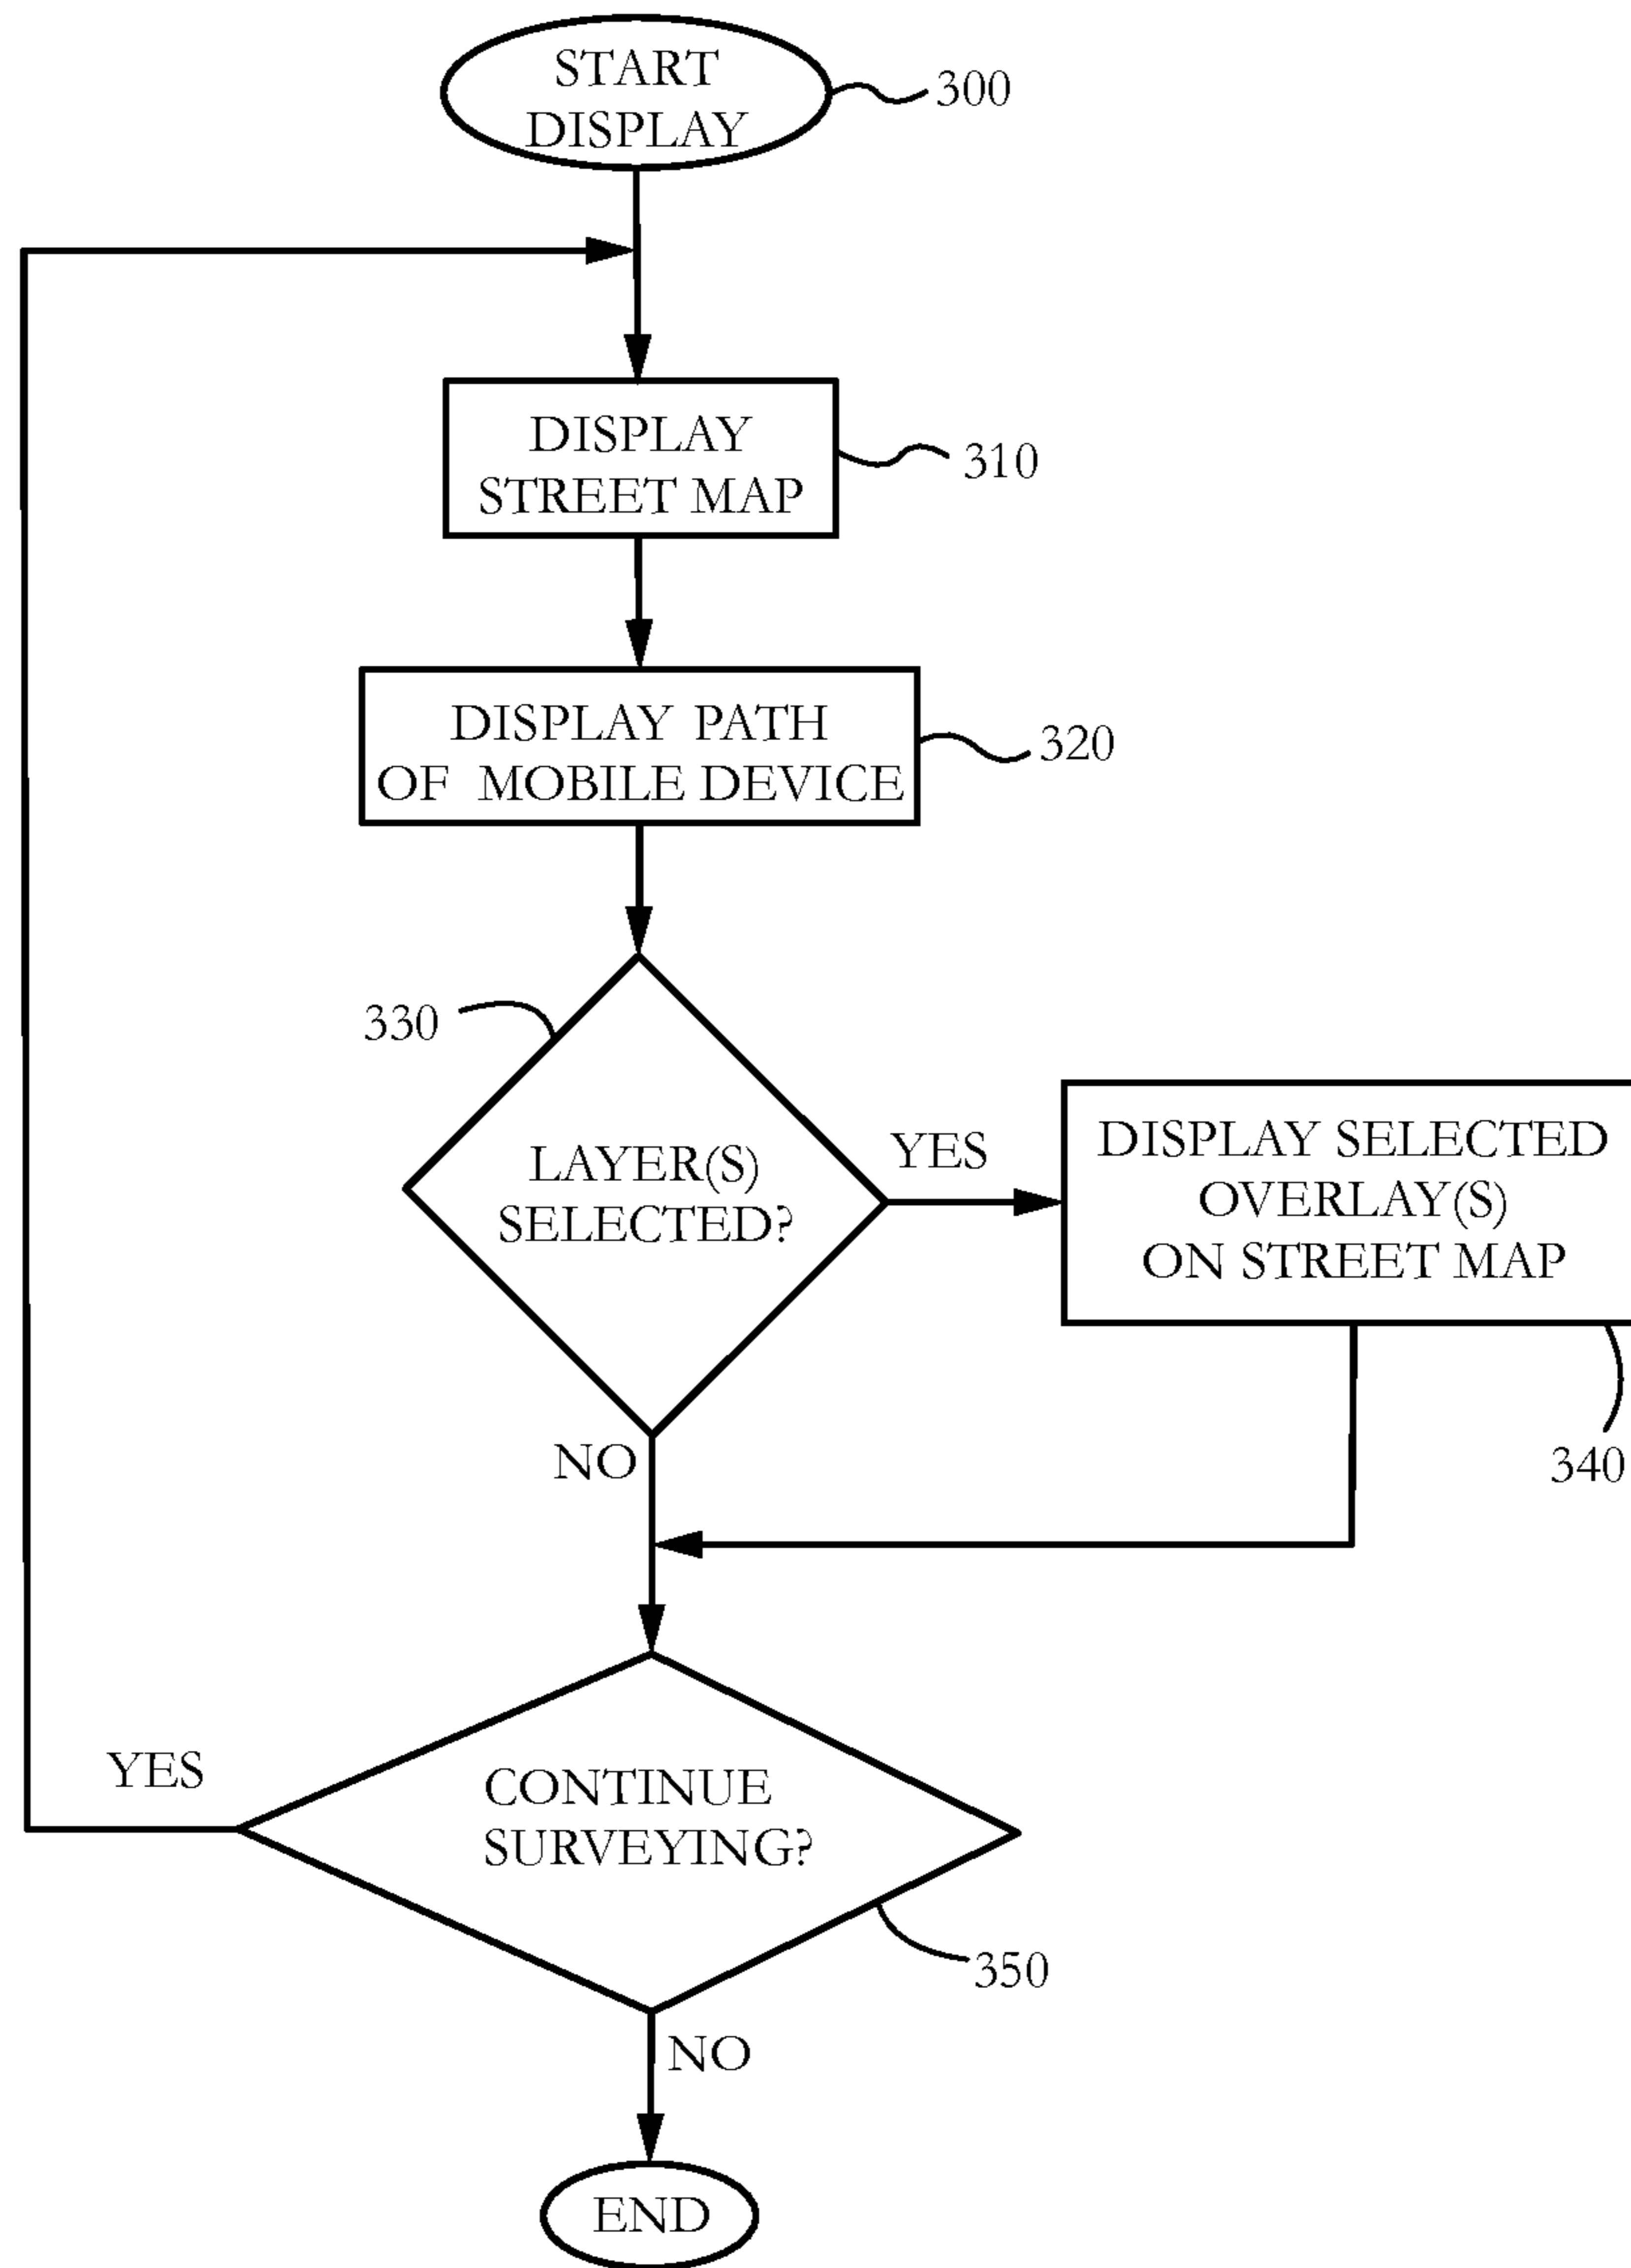 START
DISPLAY
300
DISPLAY
STREET MAP
310
DISPLAY PATH
OF MOBILE DEVICE
320
330
LAYER(S)
SELECTED?
YES
DISPLAY SELECTED
OVERLAY(S)
ON STREET MAP
NO
340
YES
CONTINUE
SURVEYING?
350
NO
END